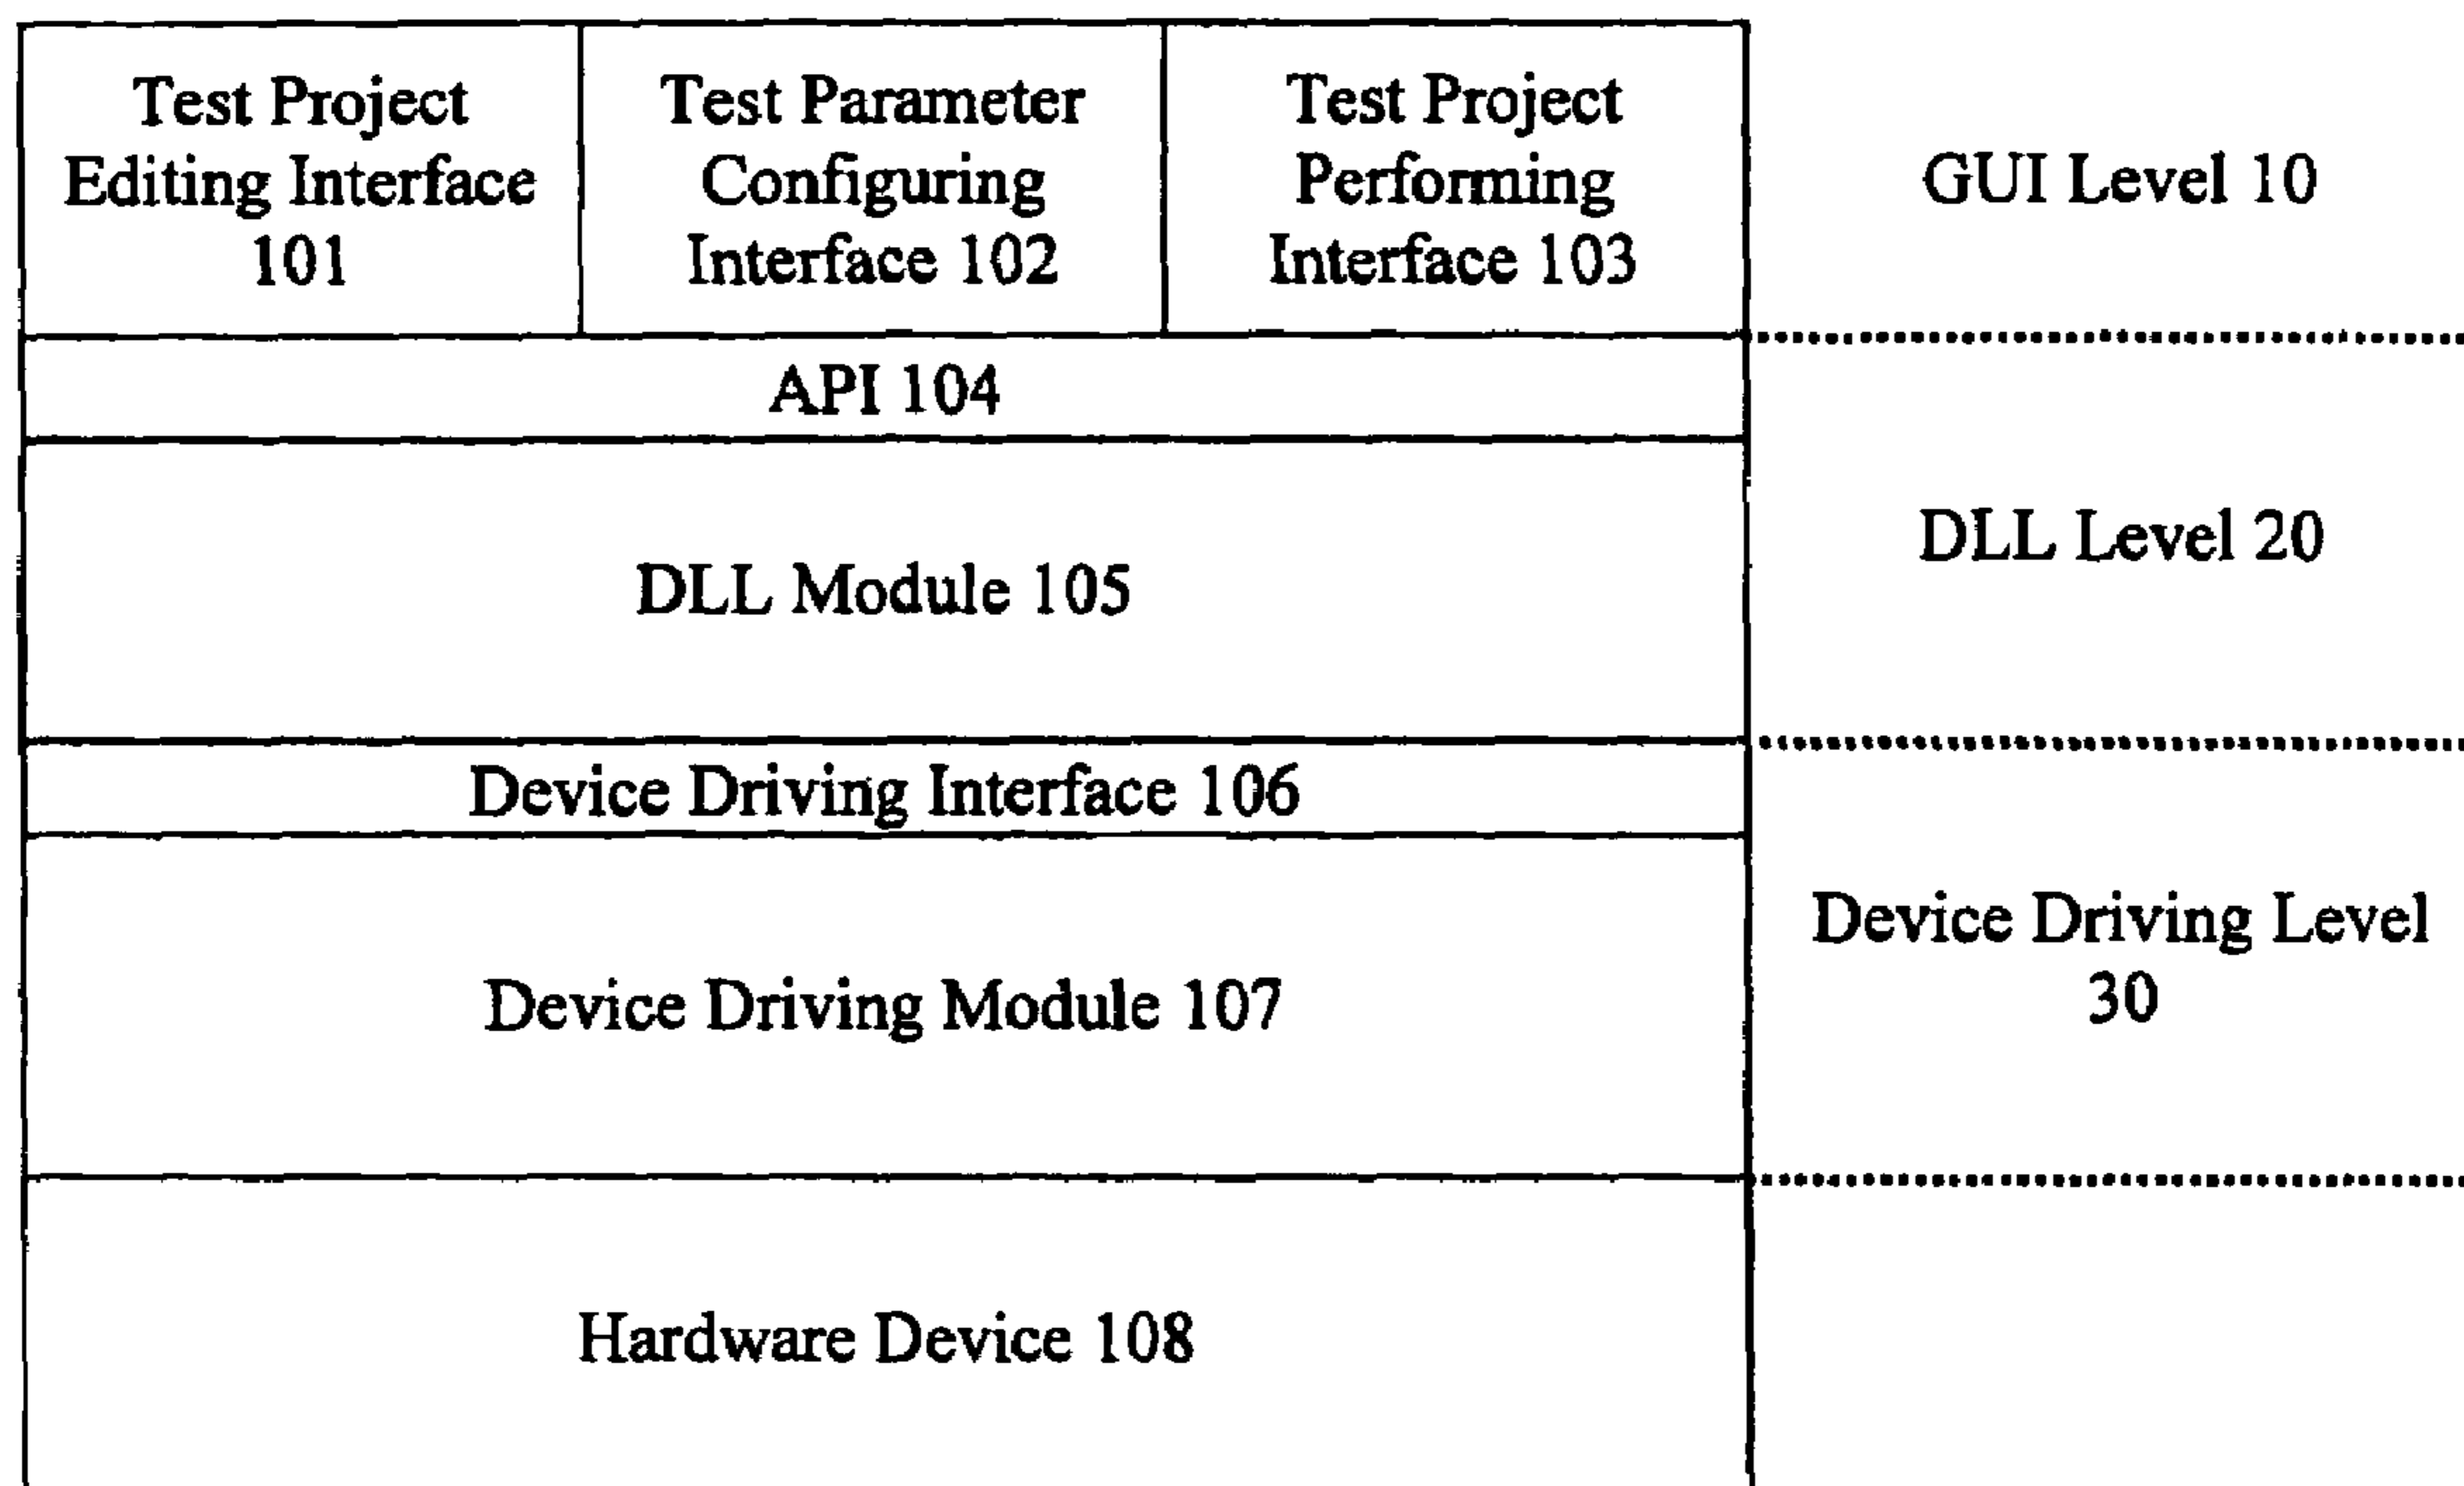 Test Project
Editing Interface
101
Test Parameter
Configuring
Interface 102
Test Project
Performing
Interface 103
GUI Level 10
API 104
DLL Module 105
DLL Level 20
Device Driving Interface 106
Device Driving Module 107
Device Driving Level
30
Hardware Device 108